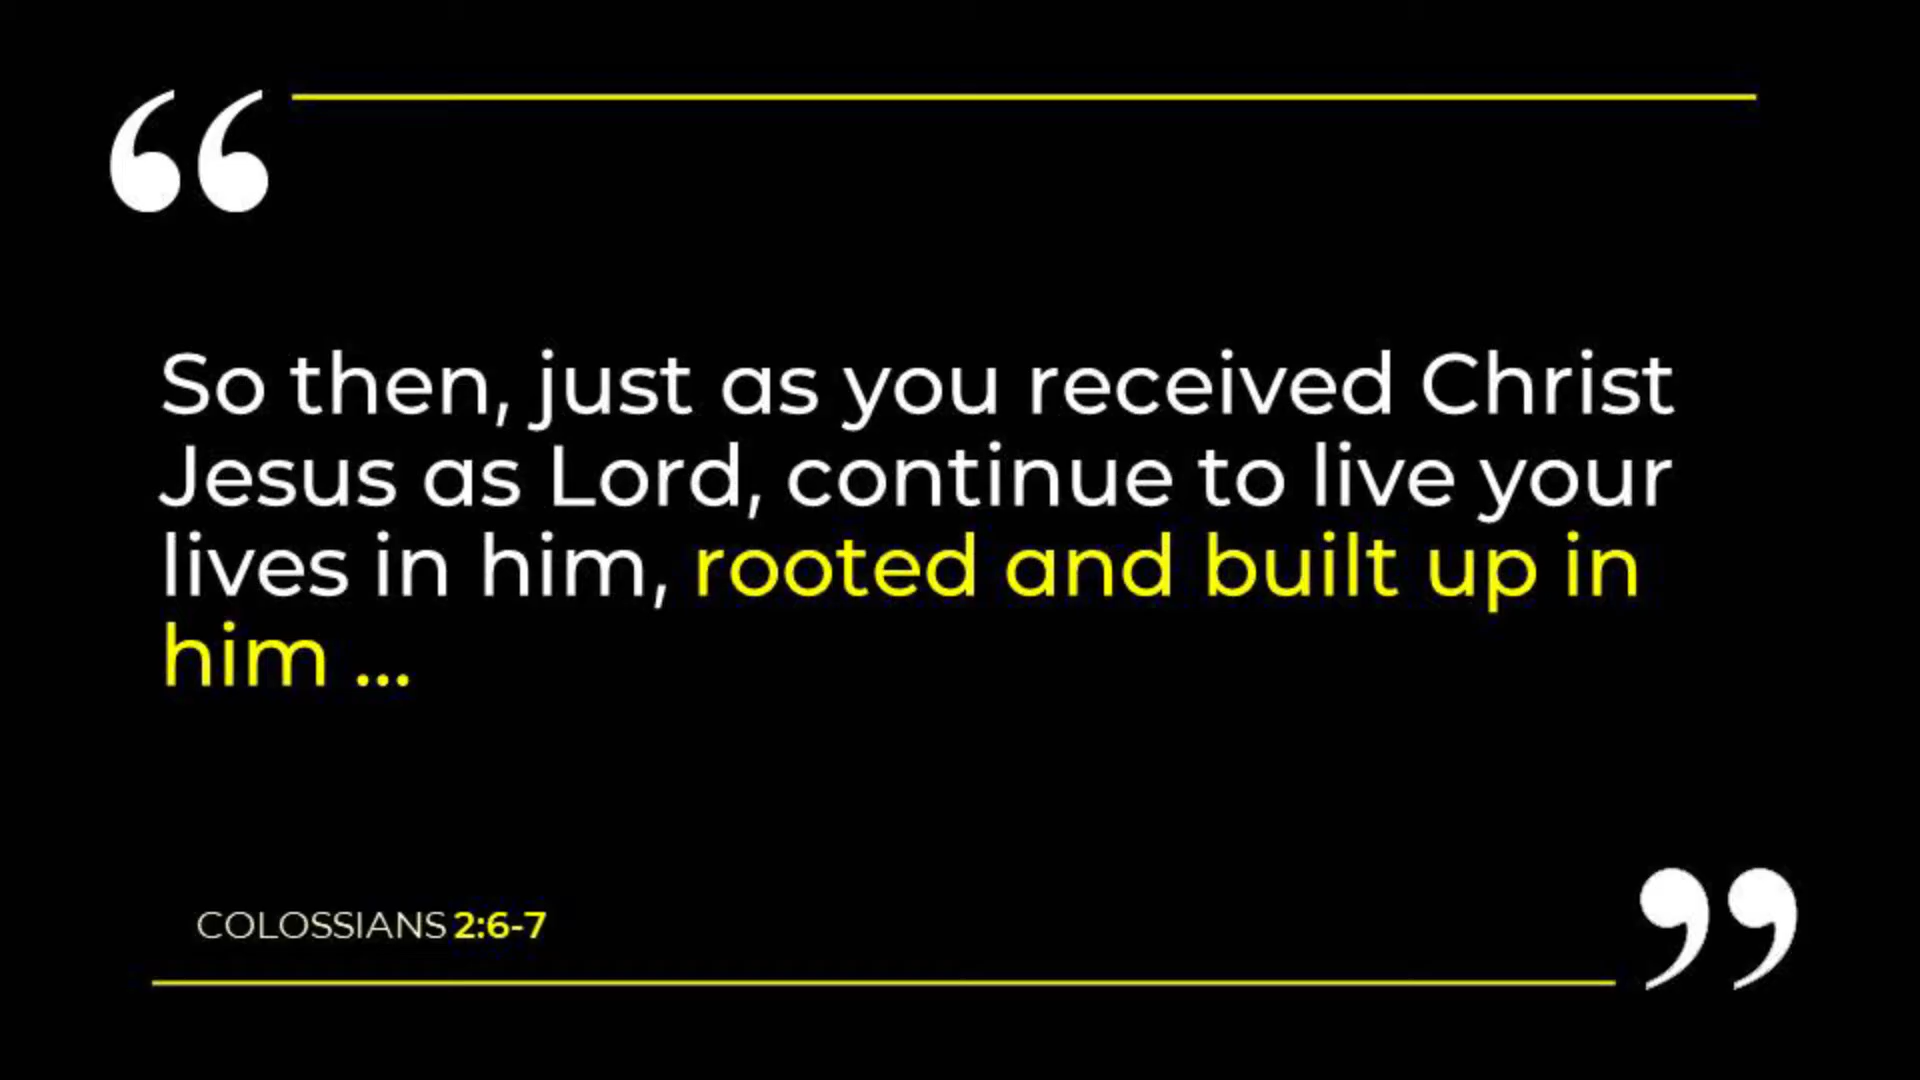 “
So then, just as you received Christ
Jesus as Lord, continue to live your
lives in him, rooted and built up in
him ...
COLOSSIANS 2:6-7
”